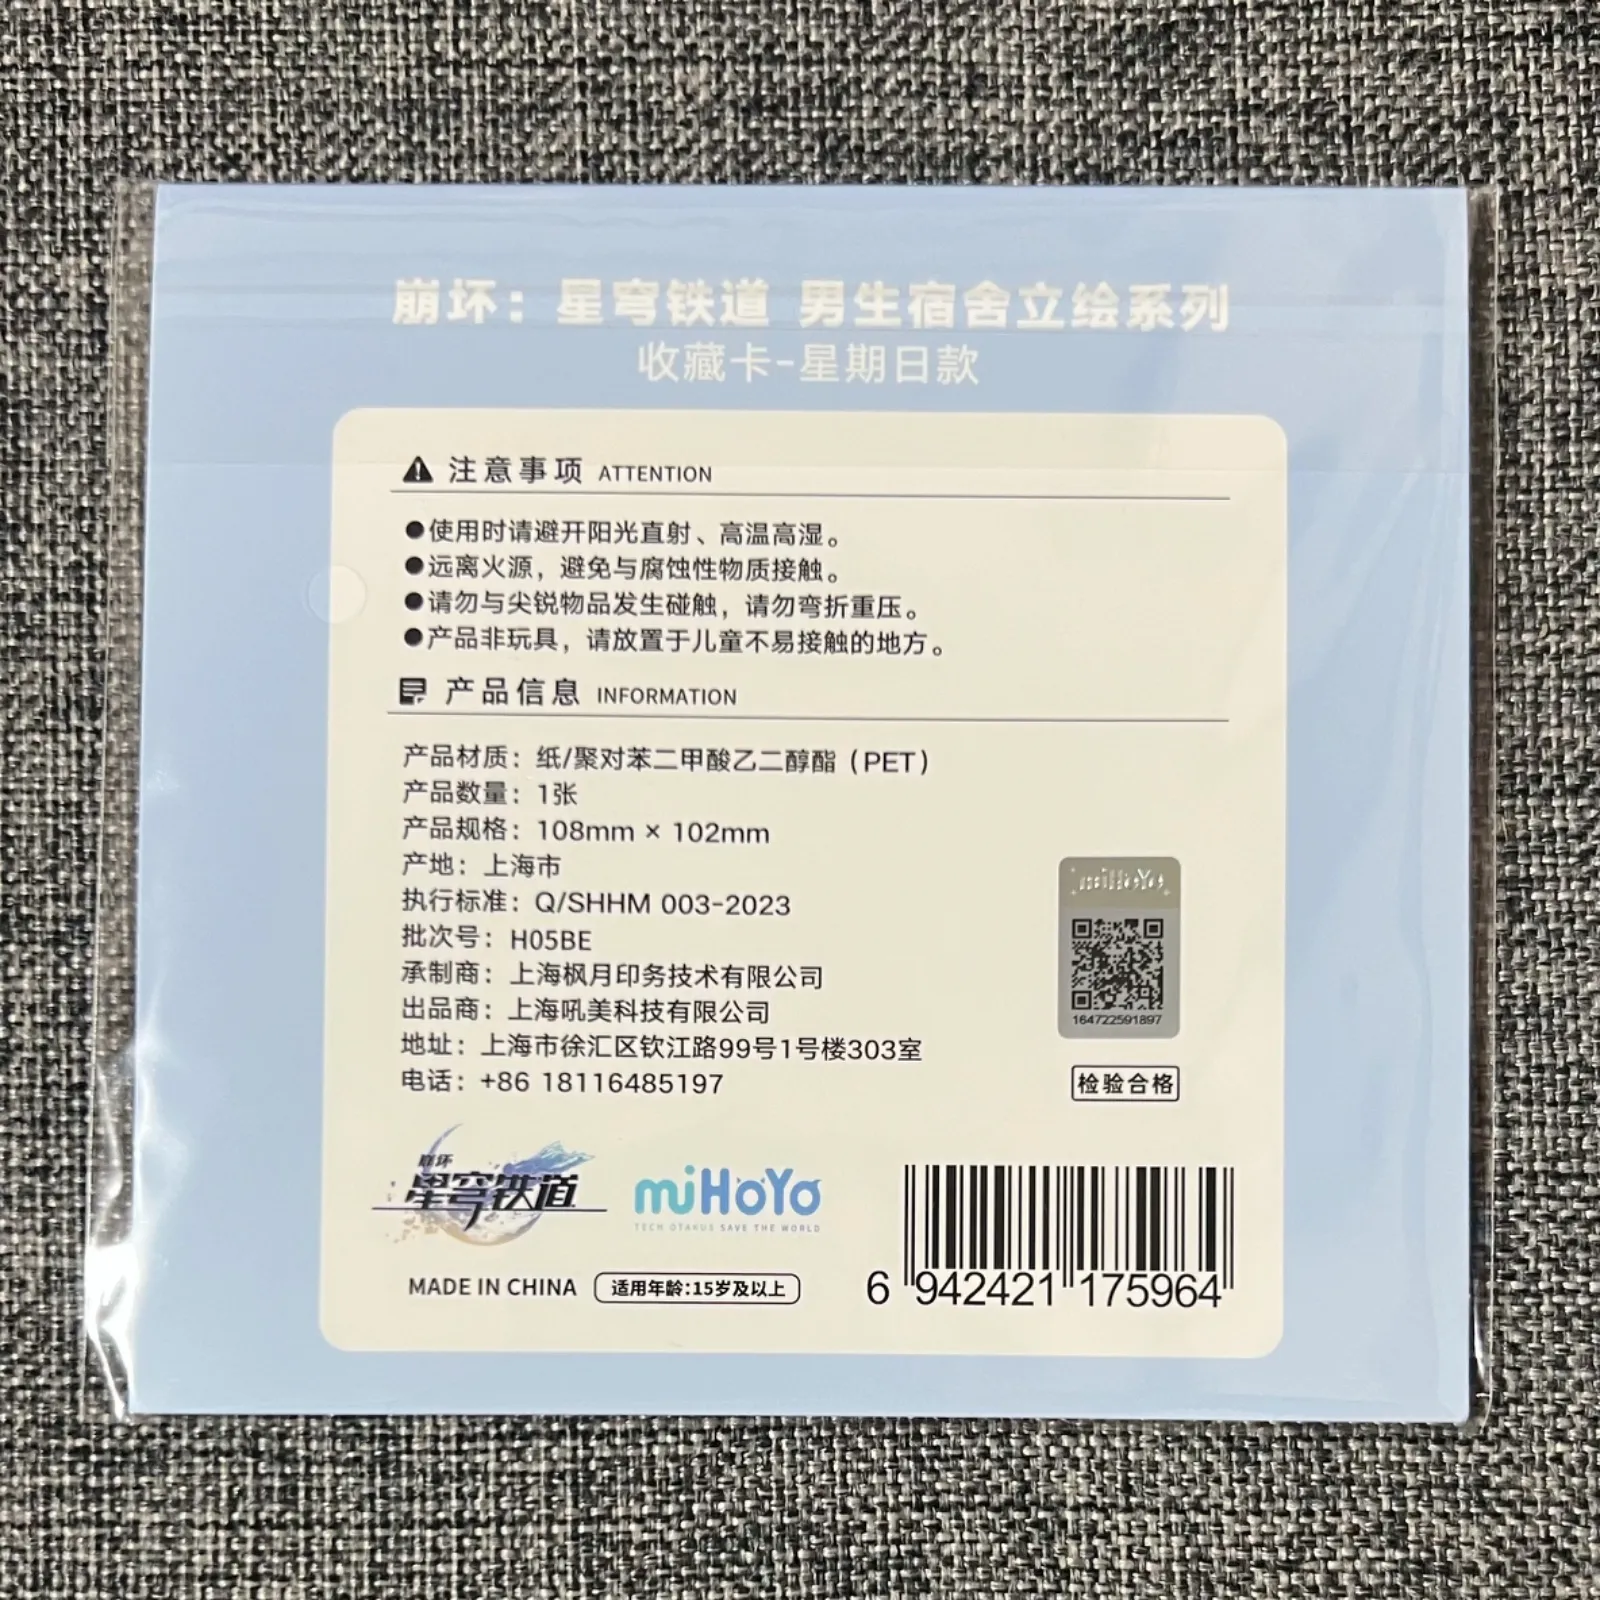 崩坏：星穹铁道 男生宿舍立绘系列
收藏卡-星期日款
注意事项 ATTENTION
●使用时请避开阳光直射、高温高湿。
●远离火源，避免与腐蚀性物质接触。
●请勿与尖锐物品发生碰触，请勿弯折重压。
●产品非玩具，请放置于儿童不易接触的地方。
产品信息 INFORMATION
产品材质：纸/聚对苯二甲酸乙二醇酯（PET）
产品数量：1张
产品规格：108mm × 102mm
产地：上海市
执行标准：Q/SHHM 003-2023
批次号：H05BE
承制商：上海枫月印务技术有限公司
出品商：上海吼美科技有限公司
地址：上海市徐汇区钦江路99号1号楼303室
电话：+86 18116485197
miHoYo
164722591897
检验合格
崩坏
星穹铁道
miHoYo
TECH OTAKUS SAVE THE WORLD
MADE IN CHINA 适用年龄:15岁及以上
6 942421 175964